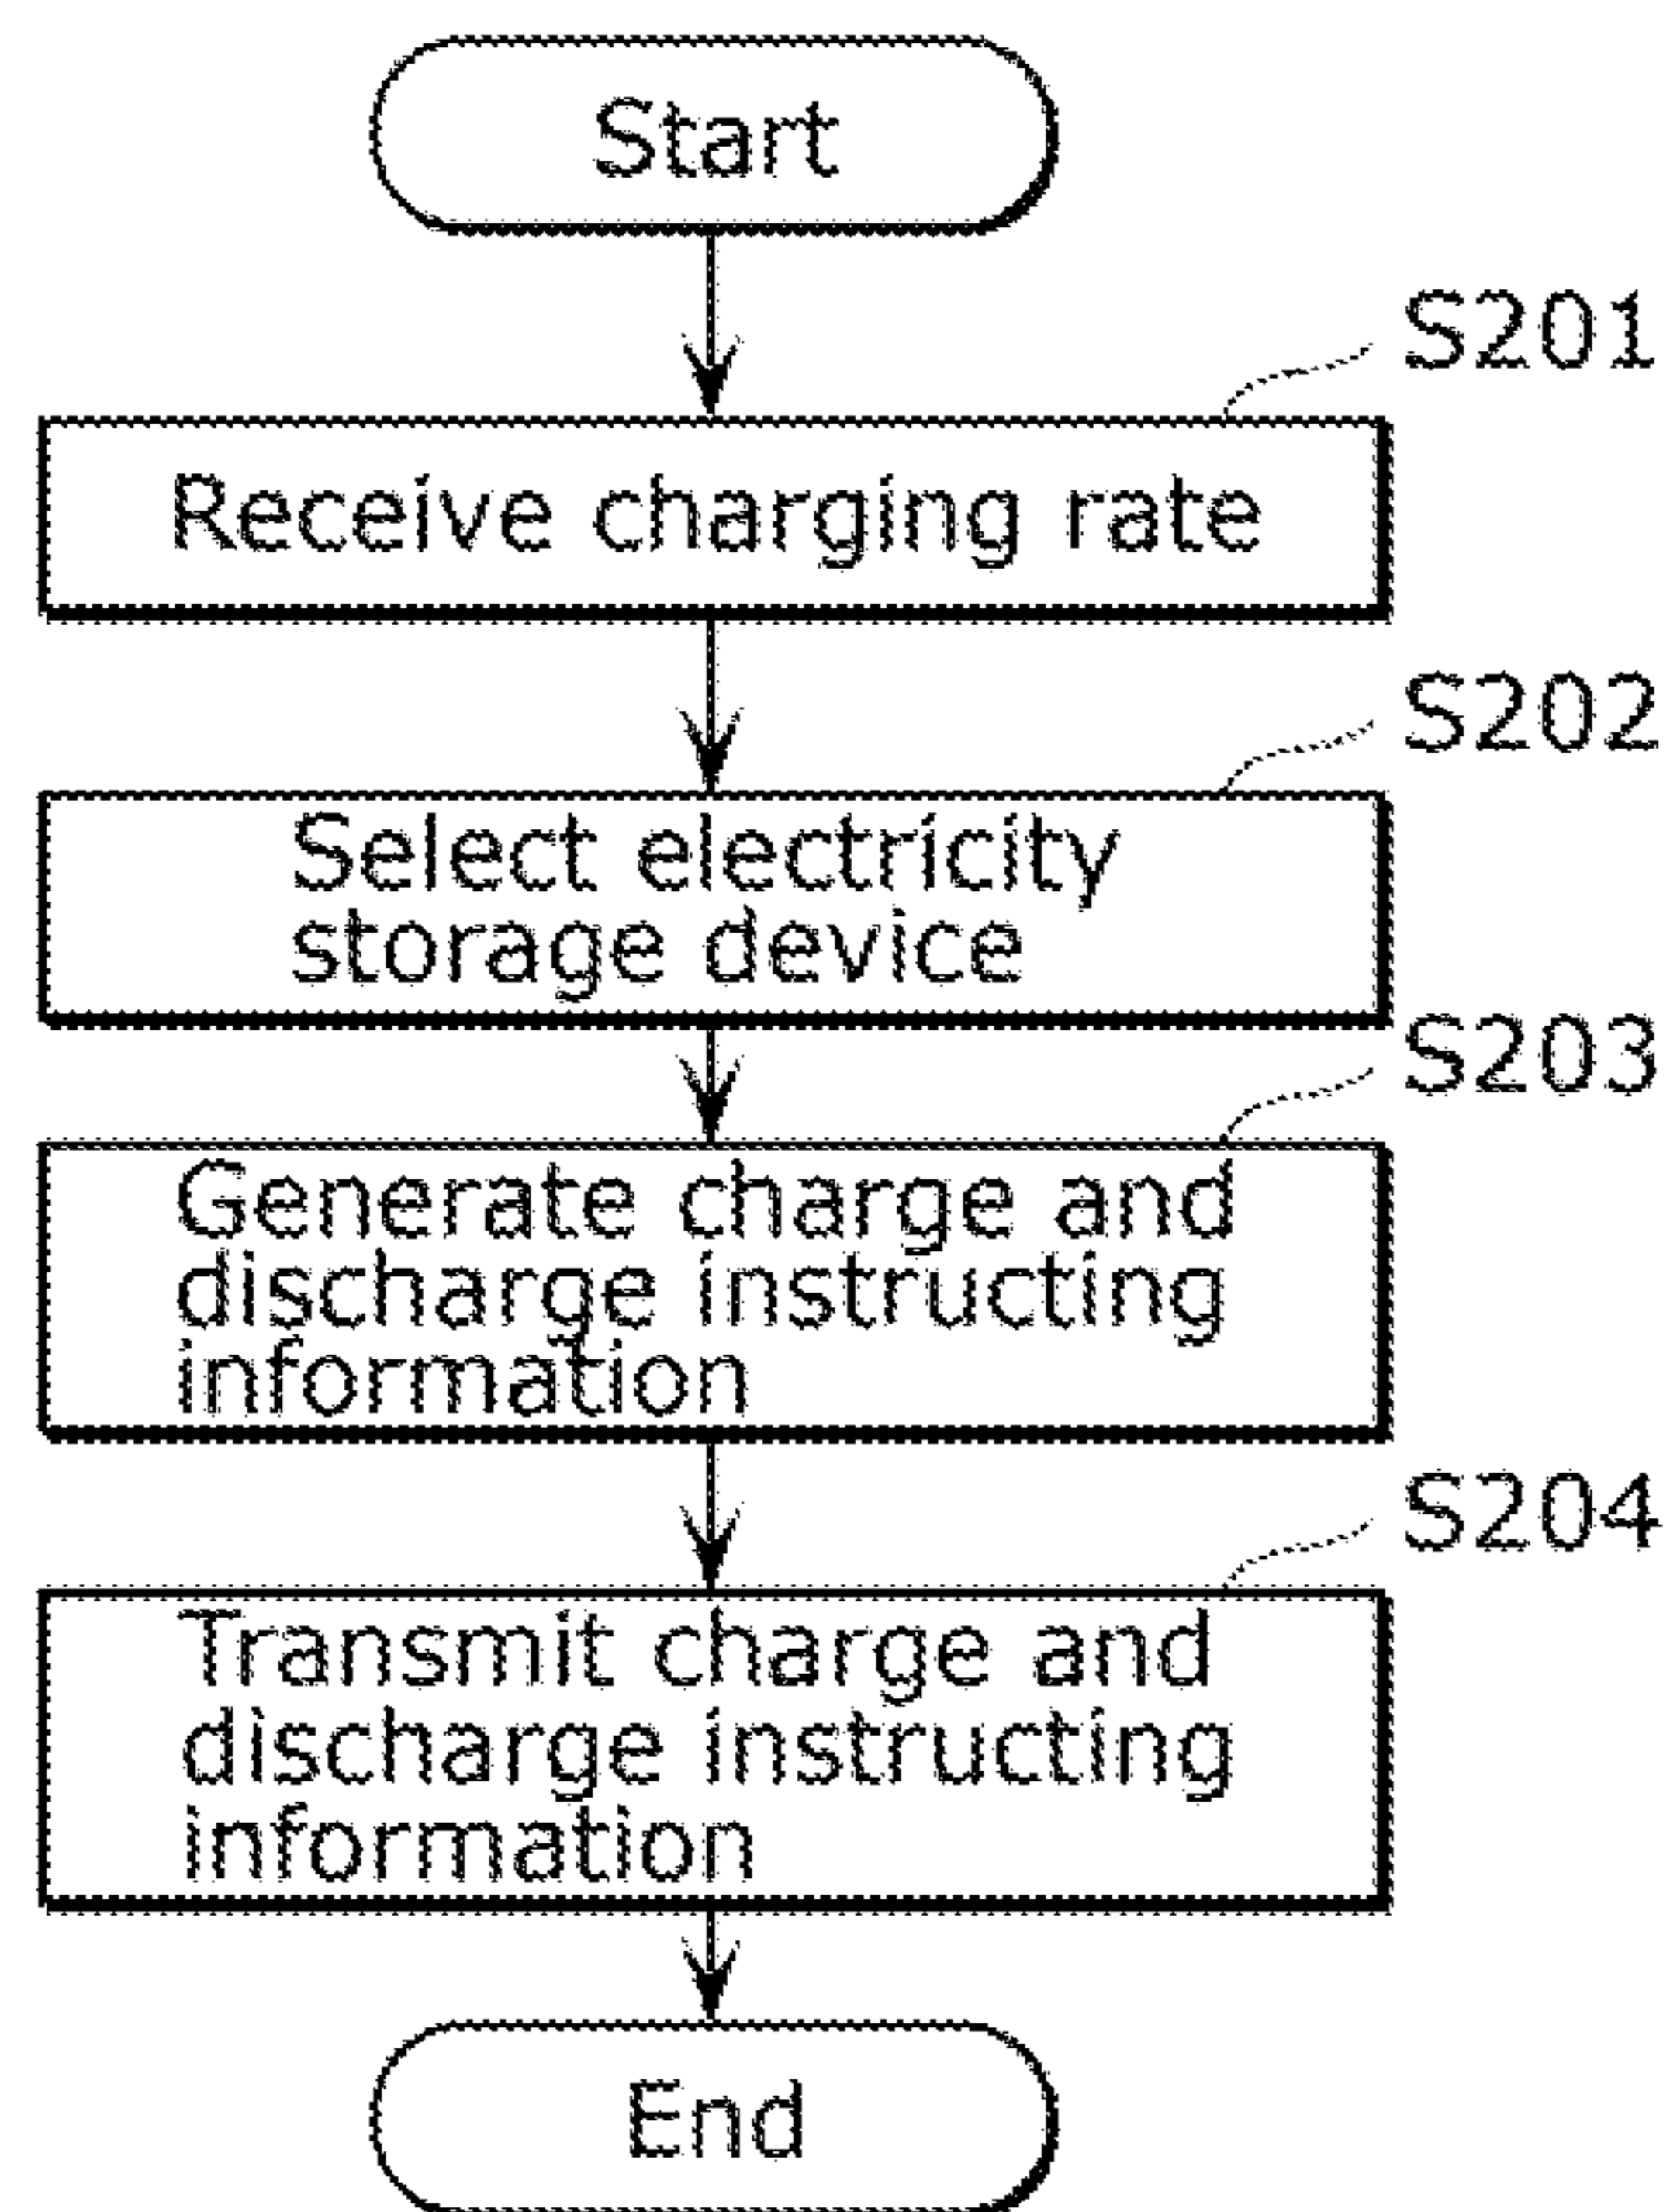 Start
S201
Receive charging rate
S202
Select electricity
storage device
S203
Generate charge and
discharge instructing
information
S204
Transmit charge and
discharge instructing
information
End